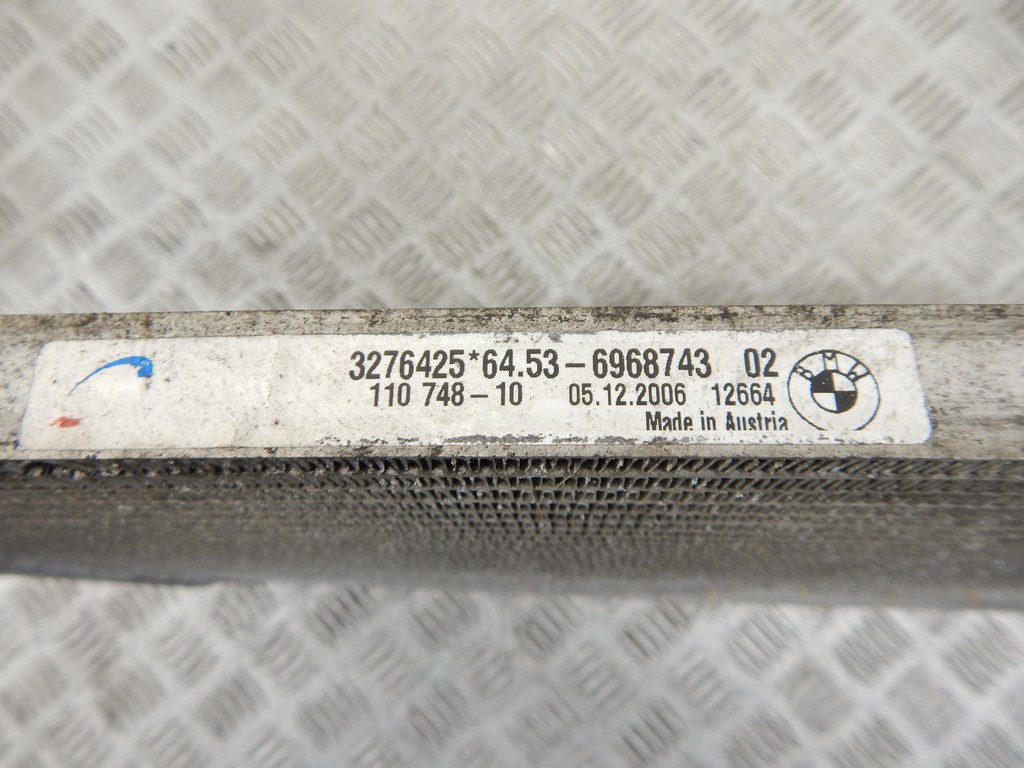 3276425*64.53-6968743 02
110 748-10 05.12.2006 12664
Made in Austria
BMW